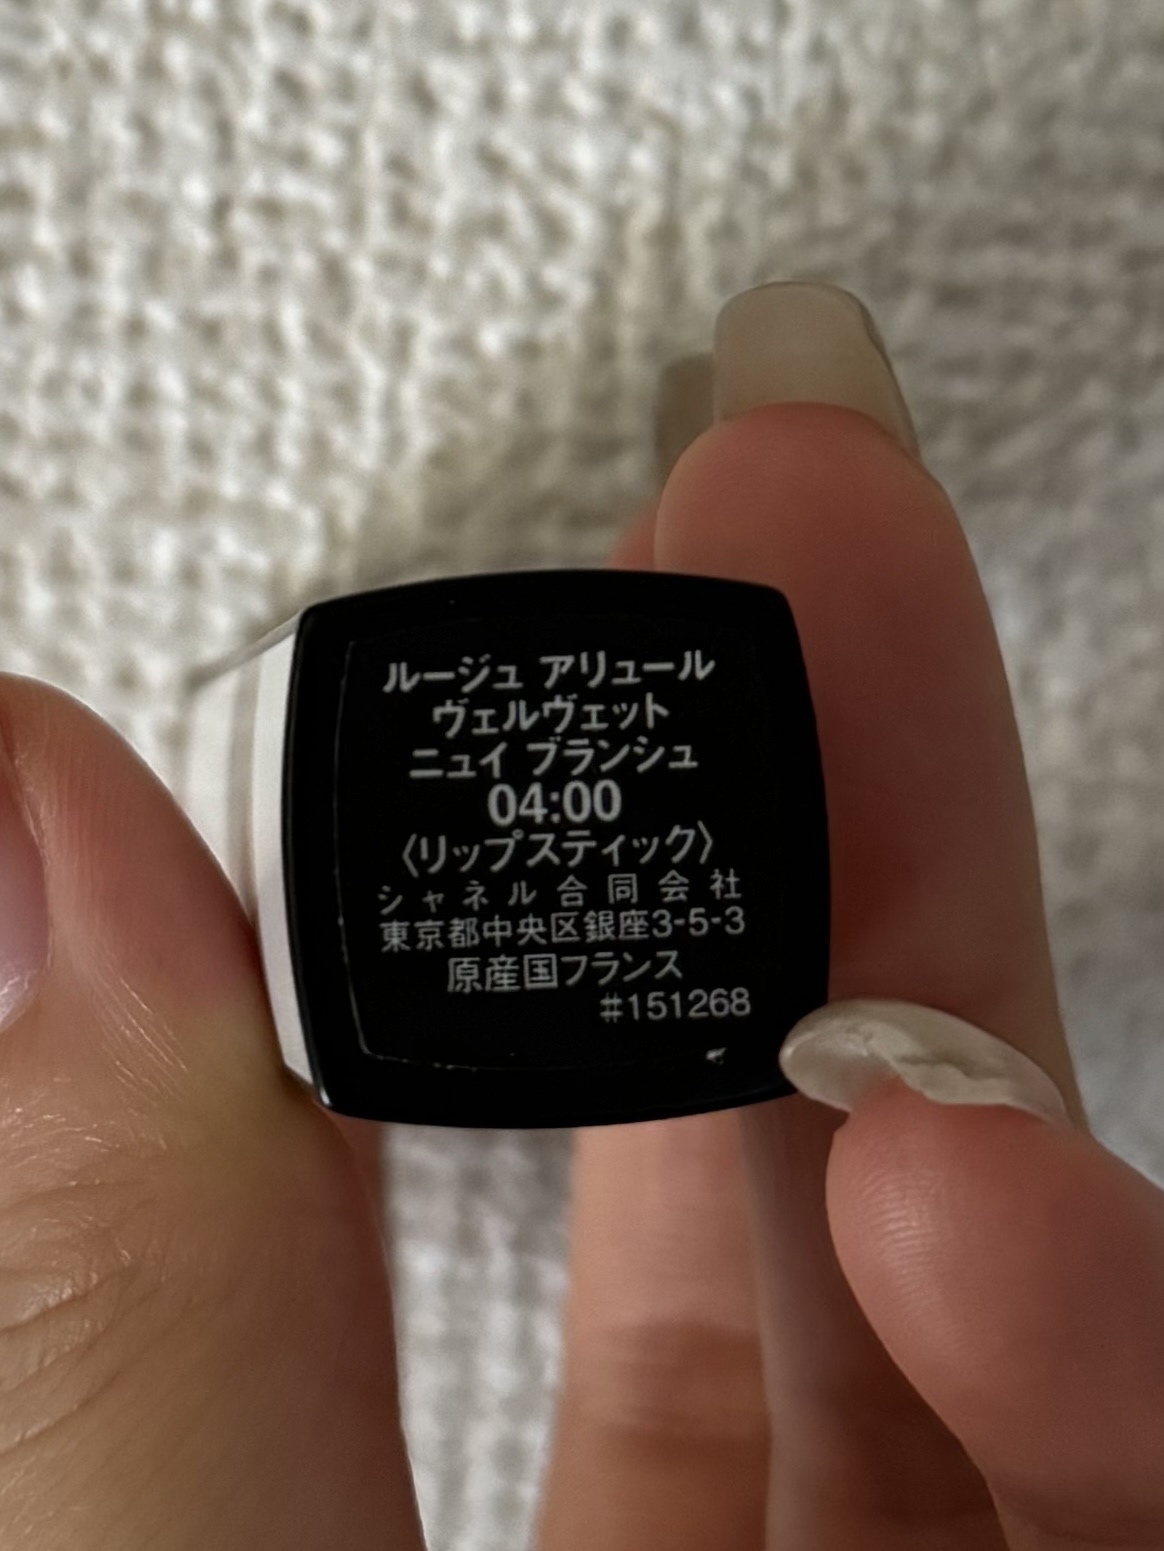 ルージュ アリュール
ヴェルヴェット
ニュイ ブランシュ
04:00
〈リップスティック〉
シャネル合同会社
東京都中央区銀座3-5-3
原産国フランス
#151268